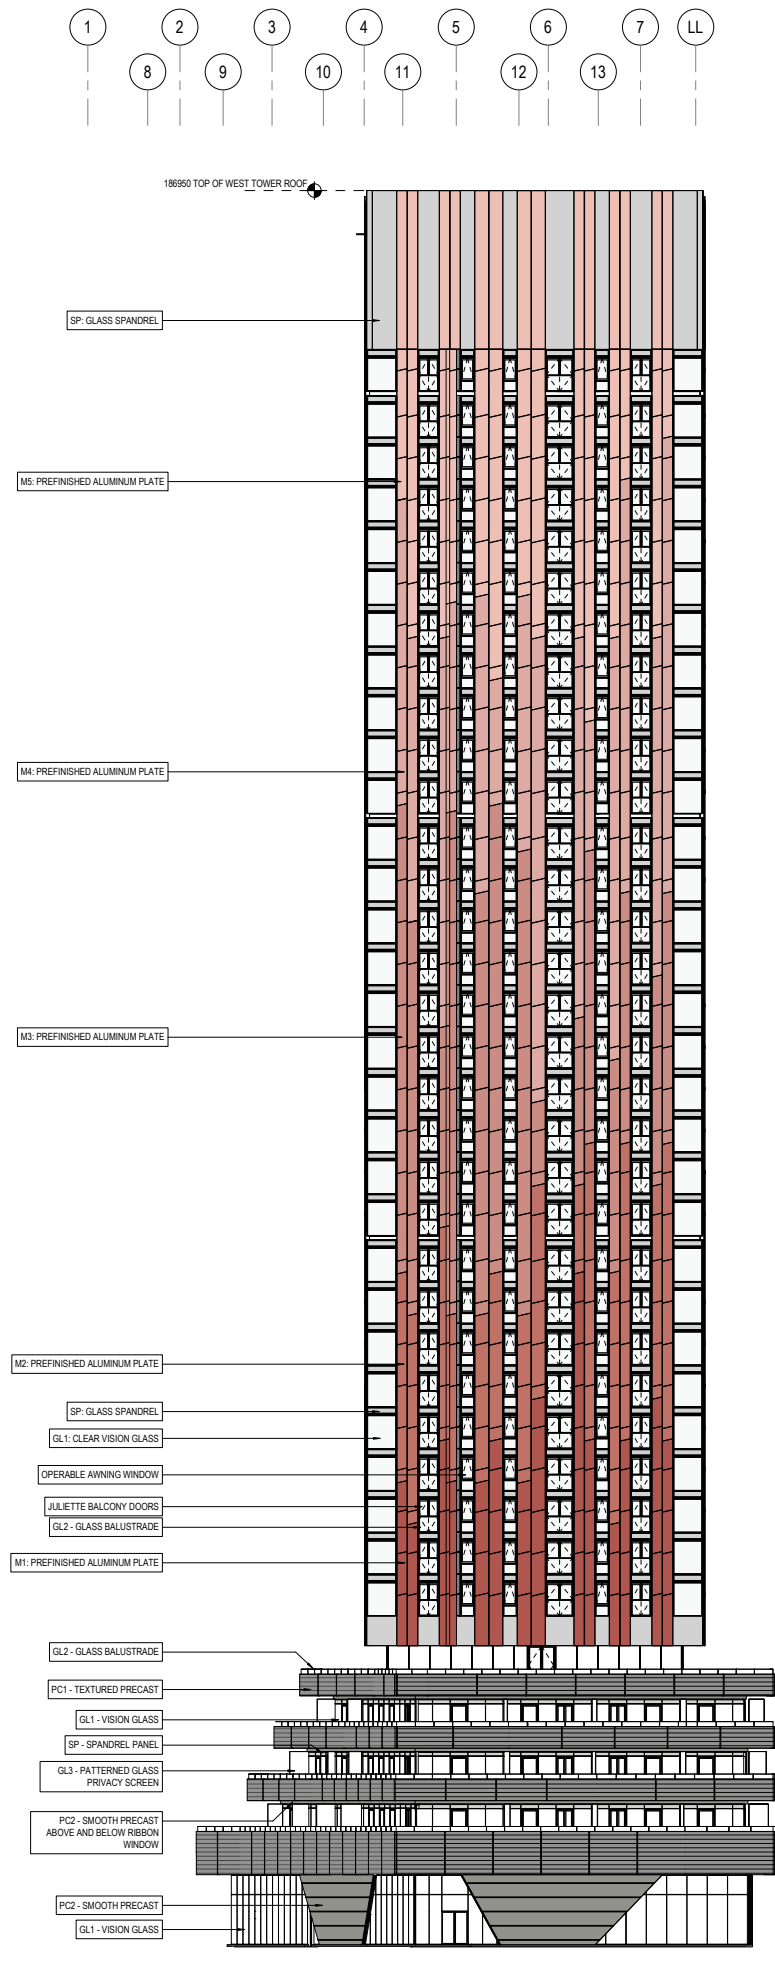 1
2
3
4
5
6
7
LL
8
9
10
11
12
13
186950 TOP OF WEST TOWER ROOF
SP: GLASS SPANDREL
M5: PREFINISHED ALUMINUM PLATE
M4: PREFINISHED ALUMINUM PLATE
M3: PREFINISHED ALUMINUM PLATE
M2: PREFINISHED ALUMINUM PLATE
SP: GLASS SPANDREL
GL1: CLEAR VISION GLASS
OPERABLE AWNING WINDOW
JULIETTE BALCONY DOORS
GL2 - GLASS BALUSTRADE
M1: PREFINISHED ALUMINUM PLATE
GL2 - GLASS BALUSTRADE
PC1 - TEXTURED PRECAST
GL1 - VISION GLASS
SP - SPANDREL PANEL
GL3 - PATTERNED GLASS
PRIVACY SCREEN
PC2 - SMOOTH PRECAST
ABOVE AND BELOW RIBBON
WINDOW
PC2 - SMOOTH PRECAST
GL1 - VISION GLASS